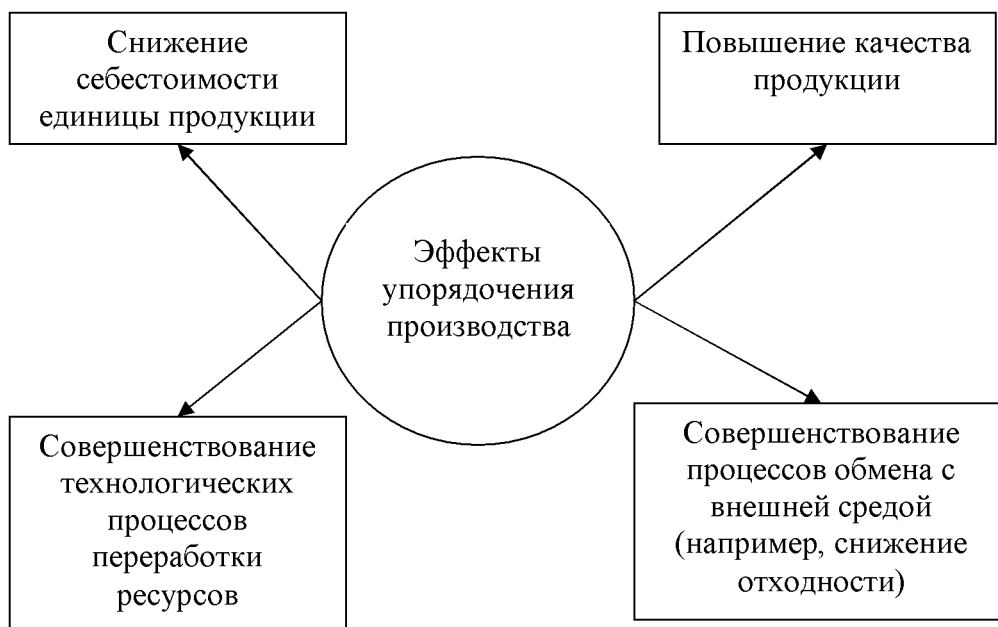 Снижение
себестоимости
единицы продукции
Повышение качества
продукции
Эффекты
упорядочения
производства
Совершенствование
технологических
процессов
переработки
ресурсов
Совершенствование
процессов обмена с
внешней средой
(например, снижение
отходности)